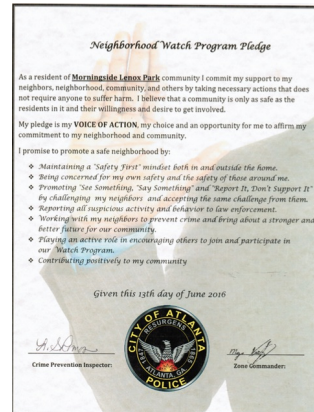 Neighborhood Watch Program Pledge
As a resident of Morningside Lenox Park community I commit my support to my
neighbors, neighborhood, community, and others by taking necessary actions that does
not require anyone to suffer harm. I believe that a community is only as safe as the
residents in it and their willingness and desire to get involved.
My pledge is my VOICE OF ACTION, my choice and an opportunity for me to affirm my
commitment to my neighborhood and community.
I promise to promote a safe neighborhood by:
❖ Maintaining a "Safety First" mindset both in and outside the home.
❖ Being concerned for my own safety and the safety of those around me.
❖ Promoting "See Something, "Say Something" and "Report It, Don't Support It"
by challenging my neighbors and accepting the same challenge from them.
❖ Reporting all suspicious activity and behavior to law enforcement.
❖ Working with my neighbors to prevent crime and bring about a stronger and
better future for our community.
❖ Playing an active role in encouraging others to join and participate in
our Watch Program.
❖ Contributing positively to my community
Given this 13th day of June 2016
CITY OF ATLANTA
RESURGENS
1847 ATLANTA, GA. 1865
POLICE
Crime Prevention Inspector:
Zone Commander: